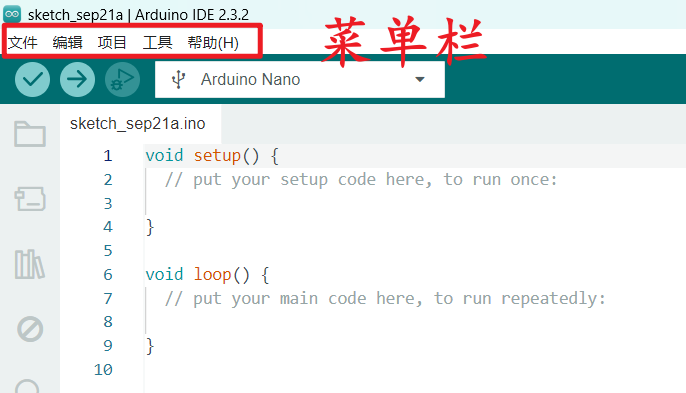 sketch_sep21a | Arduino IDE 2.3.2
文件 编辑 项目 工具 帮助(H)
菜单栏
Arduino Nano
sketch_sep21a.ino
1 void setup() {
2 // put your setup code here, to run once:
3
4 }
5
6 void loop() {
7 // put your main code here, to run repeatedly:
8
9 }
10